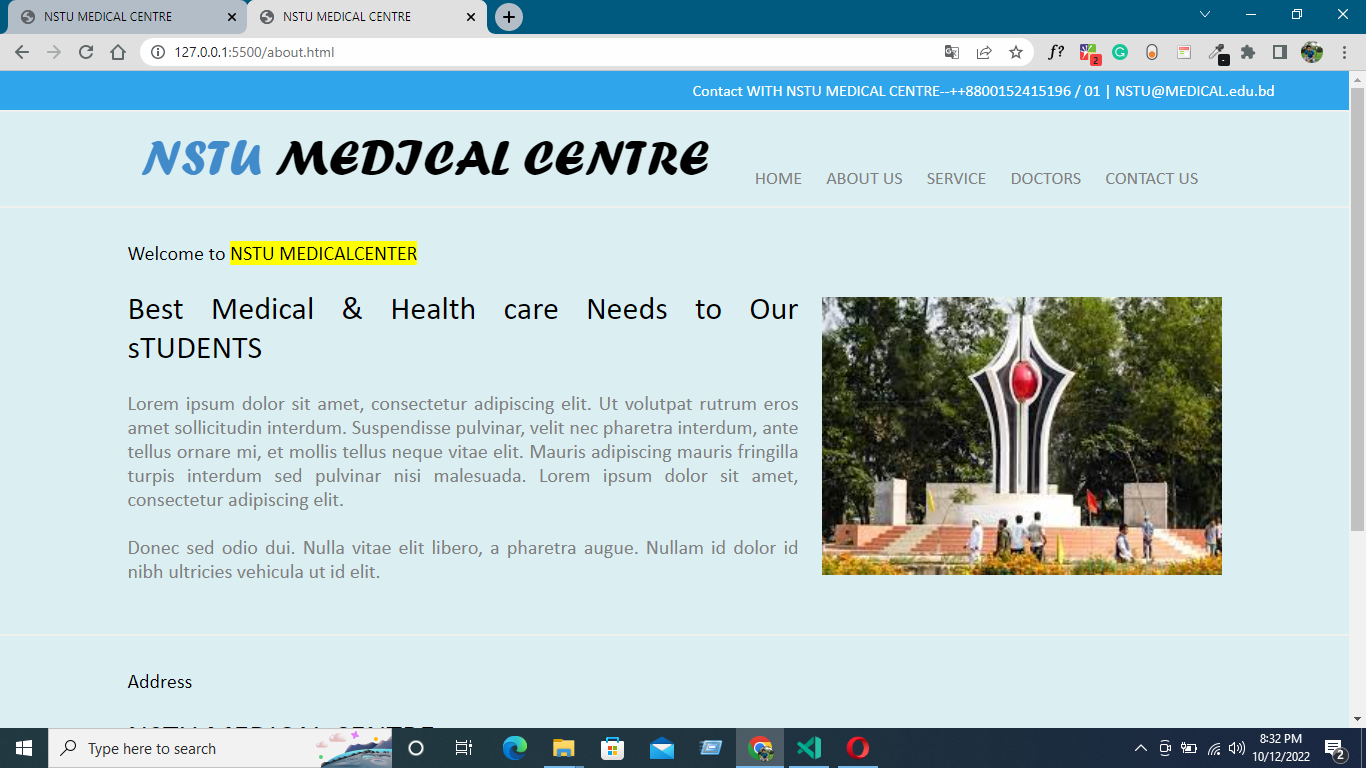 NSTU MEDICAL CENTRE
NSTU MEDICAL CENTRE
127.0.0.1:5500/about.html
f?
2
Contact WITH NSTU MEDICAL CENTRE--++8800152415196 / 01 | NSTU@MEDICAL.edu.bd
NSTU MEDICAL CENTRE
HOME ABOUT US SERVICE DOCTORS CONTACT US
Welcome to NSTU MEDICALCENTER
Best Medical & Health care Needs to Our
sTUDENTS
Lorem ipsum dolor sit amet, consectetur adipiscing elit. Ut volutpat rutrum eros
amet sollicitudin interdum. Suspendisse pulvinar, velit nec pharetra interdum, ante
tellus ornare mi, et mollis tellus neque vitae elit. Mauris adipiscing mauris fringilla
turpis interdum sed pulvinar nisi malesuada. Lorem ipsum dolor sit amet,
consectetur adipiscing elit.
Donec sed odio dui. Nulla vitae elit libero, a pharetra augue. Nullam id dolor id
nibh ultricies vehicula ut id elit.
Address
NSTU MEDICAL CENTRE
Type here to search
8:32 PM
10/12/2022
2